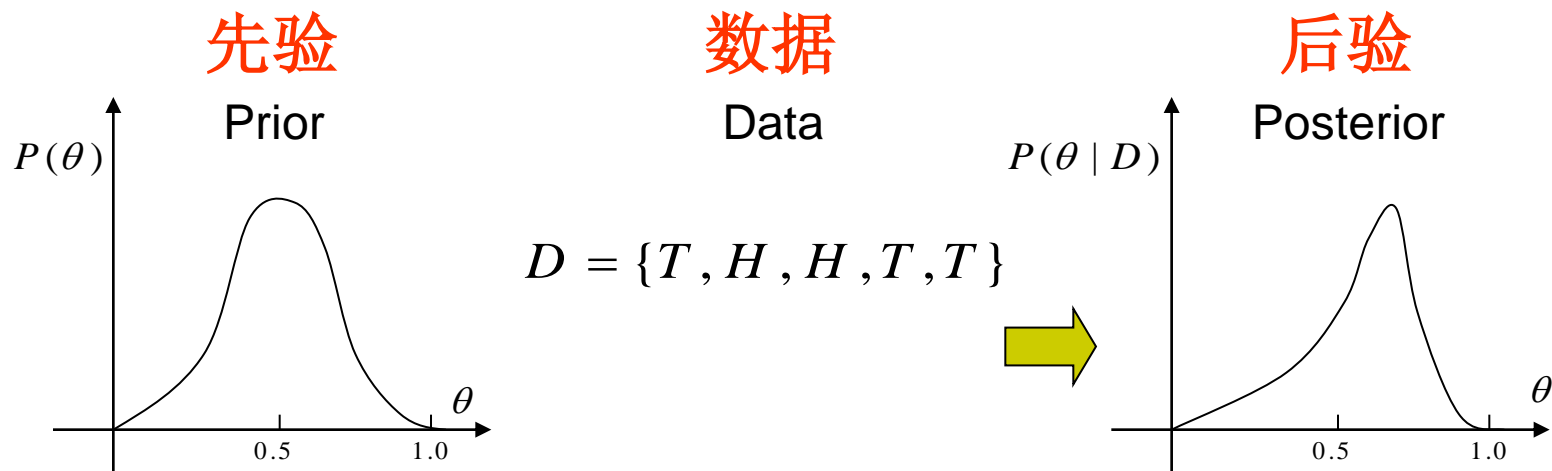 先验 数据 后验
Prior Data Posterior
P(θ) P(θ | D)
D = {T , H , H , T , T }
θ θ
0.5 1.0 0.5 1.0